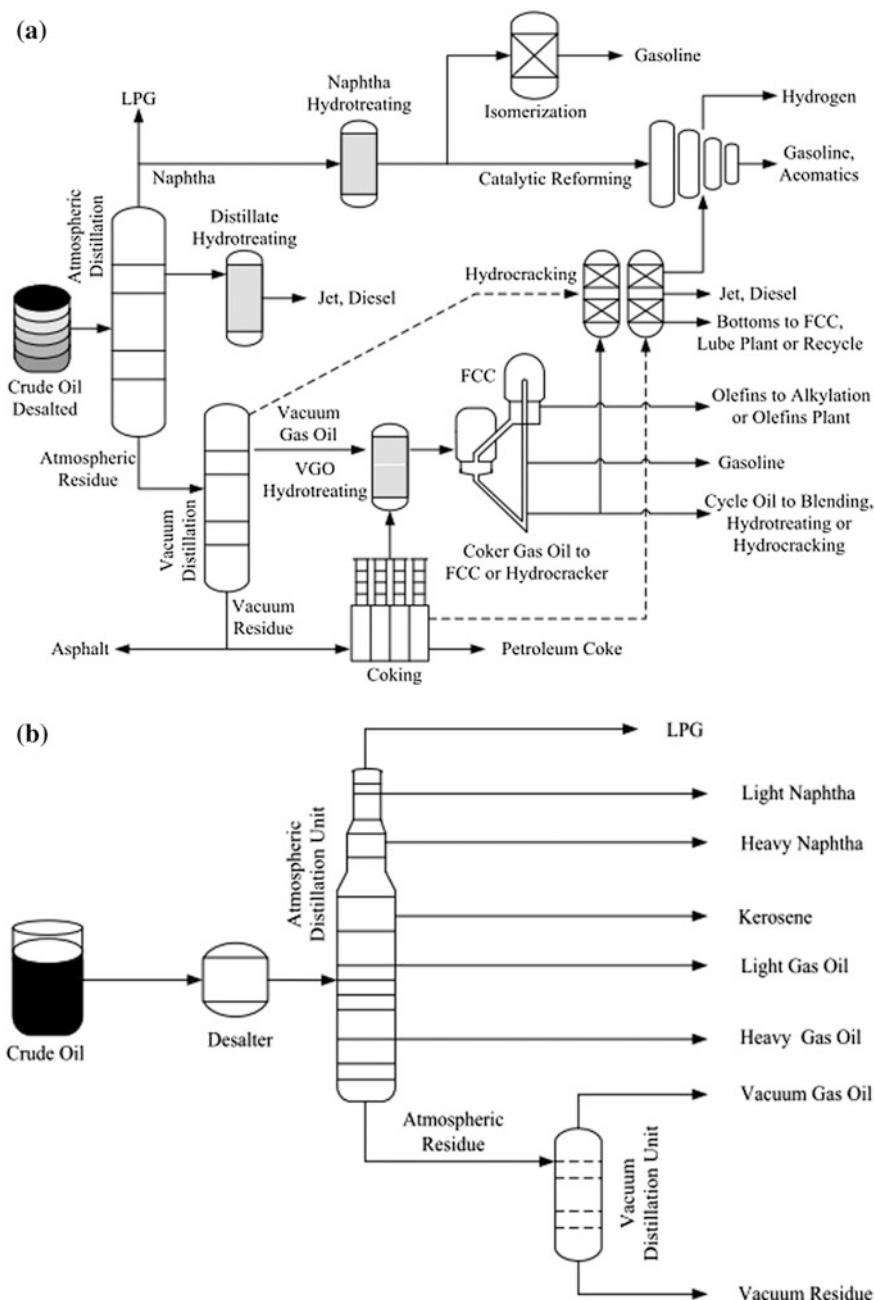 (a)
LPG
Naphtha
Hydrotreating
Isomerization
Gasoline
Hydrogen
Naphtha
Catalytic Reforming
Gasoline,
Aeomatics
Atmospheric
Distillation
Distillate
Hydrotreating
Jet, Diesel
Hydrocracking
Jet, Diesel
Bottoms to FCC,
Lube Plant or Recycle
Crude Oil
Desalted
FCC
Vacuum
Gas Oil
VGO
Hydrotreating
Olefins to Alkylation
or Olefins Plant
Atmospheric
Residue
Gasoline
Vacuum
Distillation
Cycle Oil to Blending,
Hydrotreating or
Hydrocracking
Coker Gas Oil to
FCC or Hydrocracker
Vacuum
Residue
Asphalt
Coking
Petroleum Coke
(b)
LPG
Atmospheric
Distillation Unit
Light Naphtha
Heavy Naphtha
Kerosene
Light Gas Oil
Crude Oil
Desalter
Heavy Gas Oil
Atmospheric
Residue
Vacuum Gas Oil
Vacuum
Distillation Unit
Vacuum Residue